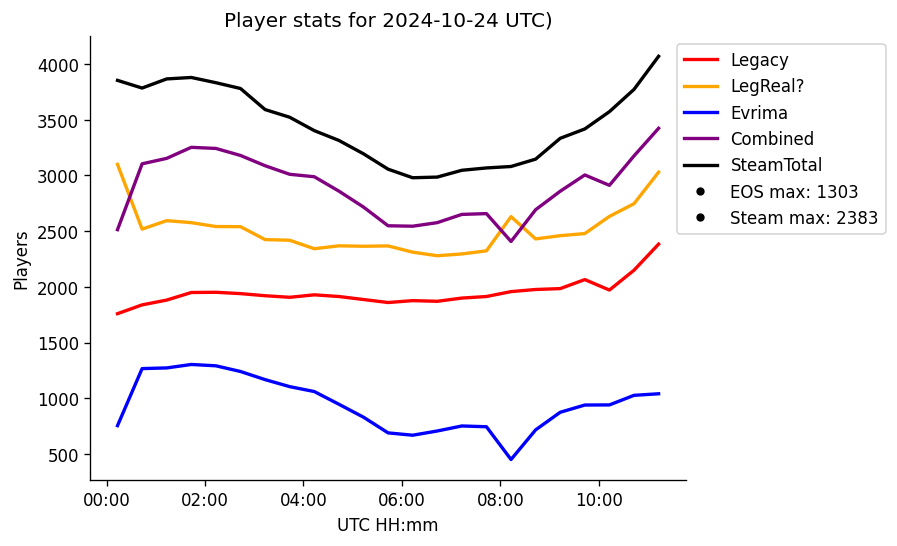 Player stats for 2024-10-24 UTC)
4000
3500
3000
2500
2000
1500
1000
500
Players
00:00 02:00 04:00 06:00 08:00 10:00
UTC HH:mm
Legacy
LegReal?
Evrima
Combined
SteamTotal
EOS max: 1303
Steam max: 2383